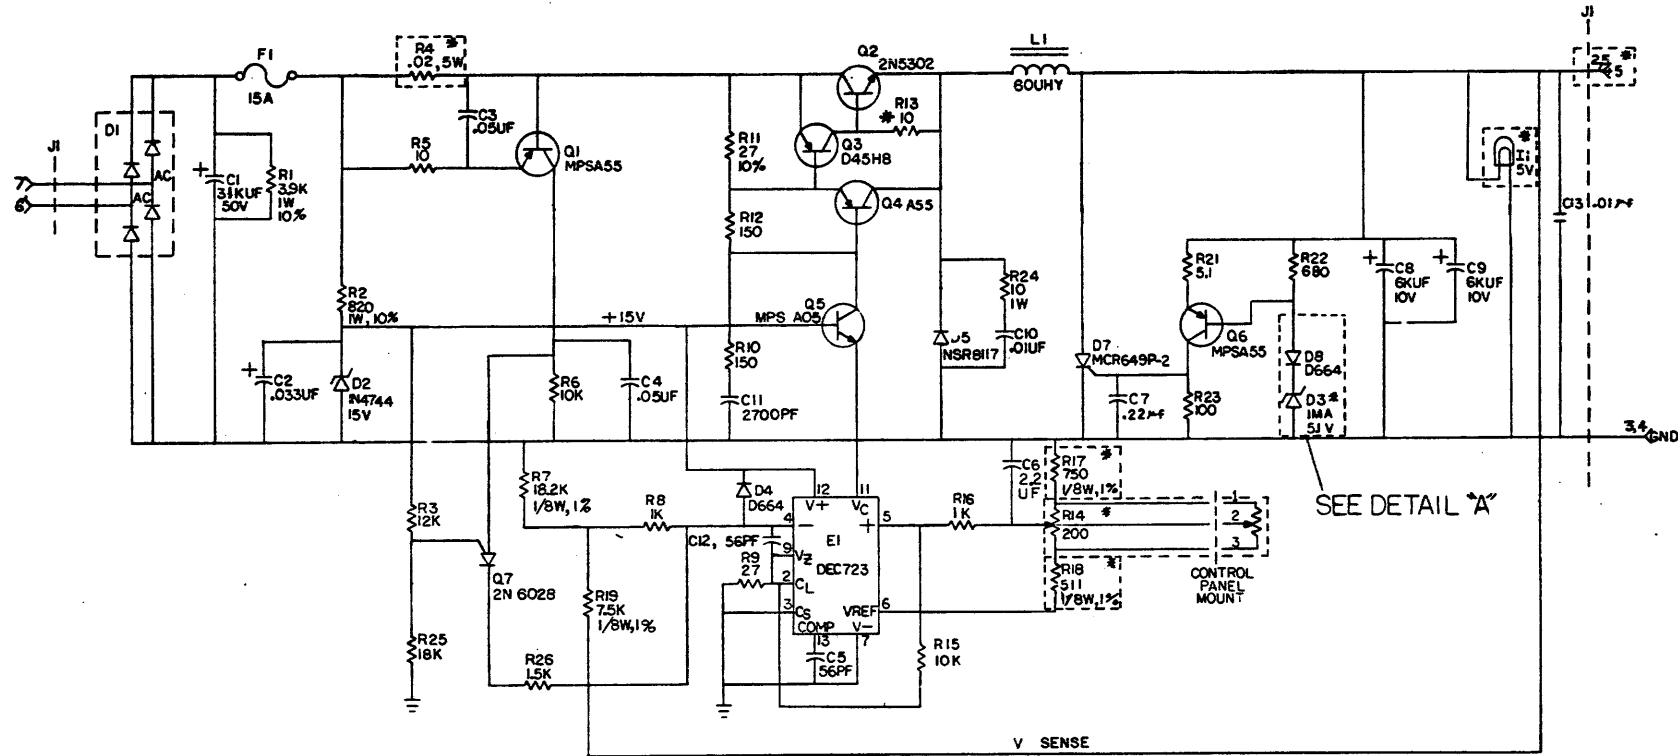 J1
7
6
D1
AC
AC
F1
15A
+
C1
50V
R1
3.9K
1W
10%
R4 *
.02, 5W
C3
.05UF
R5
10
Q1
MPSA55
R2
820
1W, 10%
+15V
+
C2
.033UF
D2
1N4744
15V
R6
10K
C4
.05UF
R11
27
10%
R12
150
R10
150
C11
2700PF
Q2
2N5302
* R13
10
Q3
D45H8
Q4 A55
Q5
MPS A05
L1
60UHY
R24
10
1W
C10
.01UF
NSR8117
D7
MCR649P-2
C7
.22μF
R21
5.1
Q6
MPSA55
R23
100
R22
680
D8
D664
D3 *
1MA
5.1 V
+
C8
6KUF
10V
+
C9
6KUF
10V
*
5V
C13 .01μF
J1
*
5
3,4
GND
SEE DETAIL "A"
R3
12K
R25
18K
Q7
2N 6028
R26
1.5K
R7
18.2K
1/8W, 1%
R19
7.5K
1/8W, 1%
R8
1K
D4
D664
C12, 56PF
R9
27
12
V+
11
VC
4
−
5
+
E1
9
VZ
DEC723
2
CL
3
CS
VREF
6
COMP
V−
13
7
C5
56PF
R15
10K
R16
1K
C6
2.2
UF
R17 *
750
1/8W, 1%
R14 *
200
R18 *
511
1/8W, 1%
1
2
3
CONTROL
PANEL
MOUNT
V SENSE